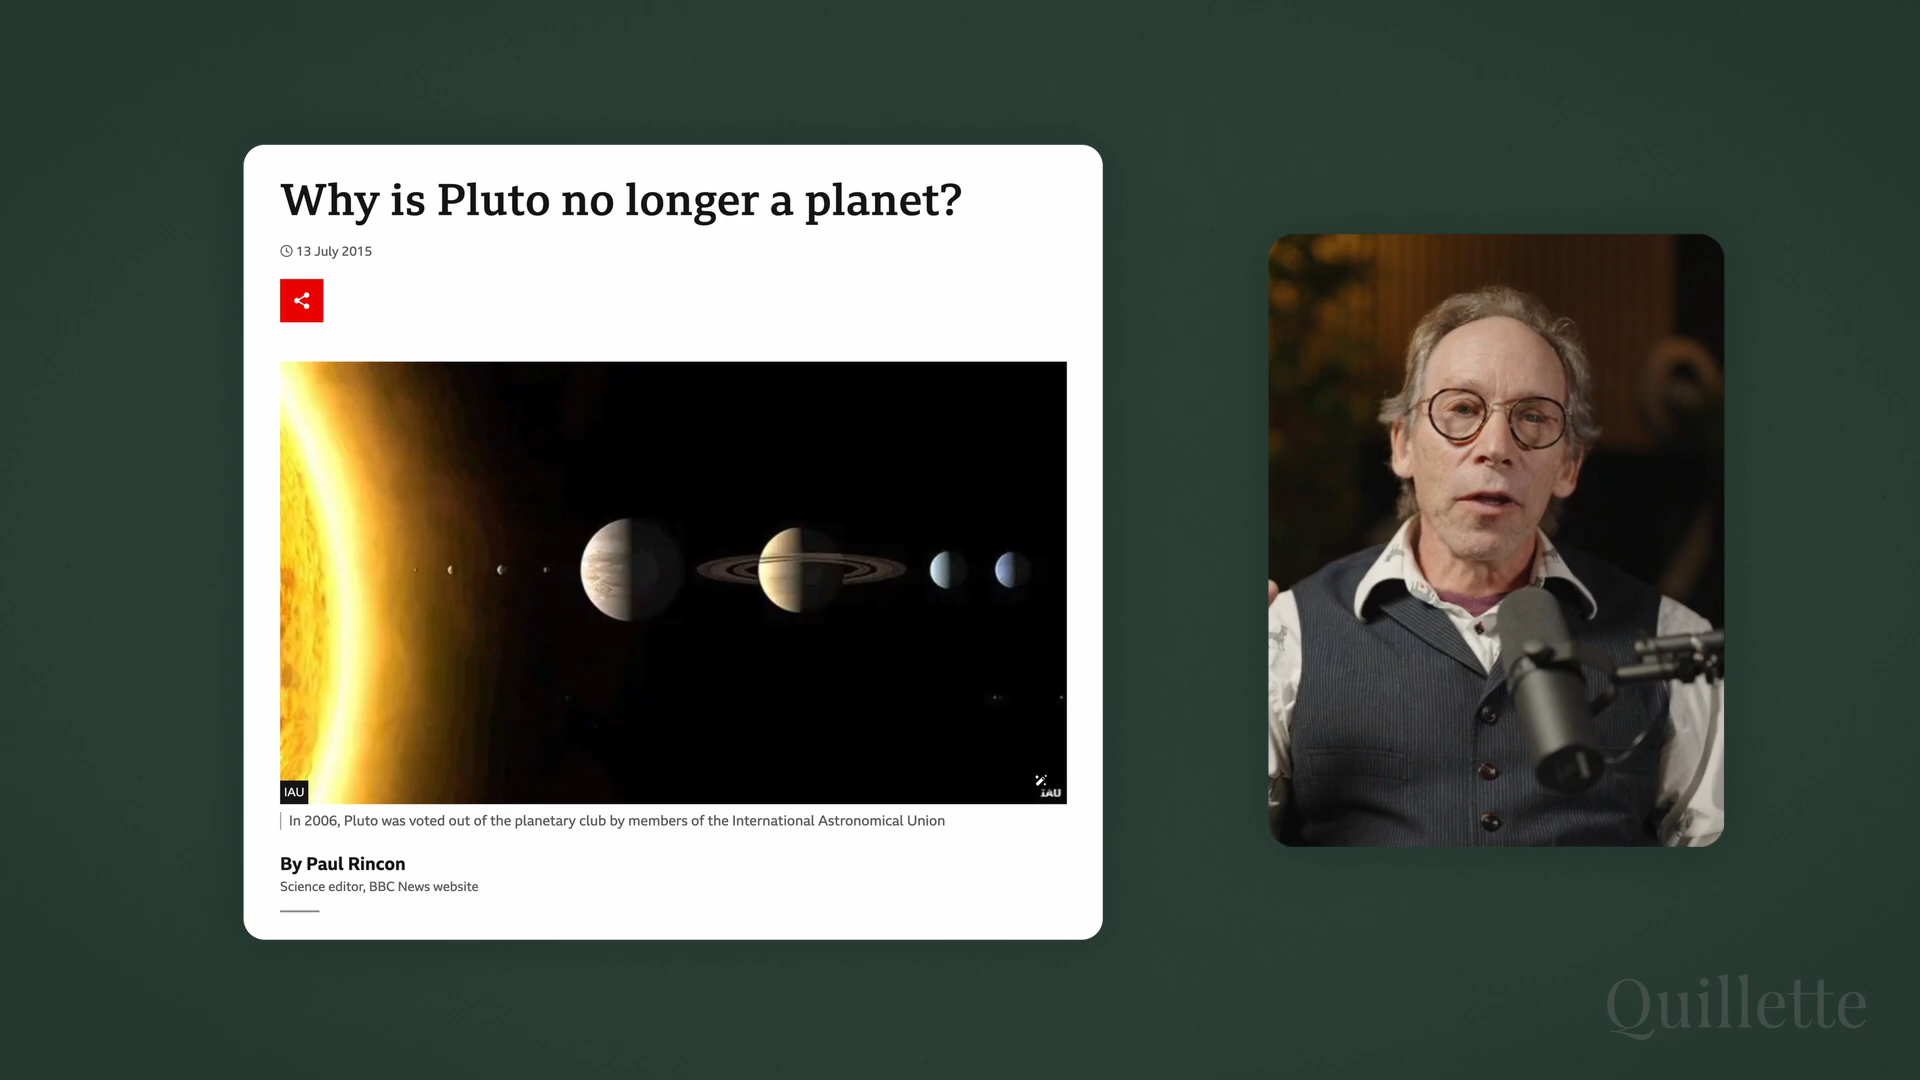 Why is Pluto no longer a planet?
13 July 2015
IAU
IAU
In 2006, Pluto was voted out of the planetary club by members of the International Astronomical Union
By Paul Rincon
Science editor, BBC News website
Quillette